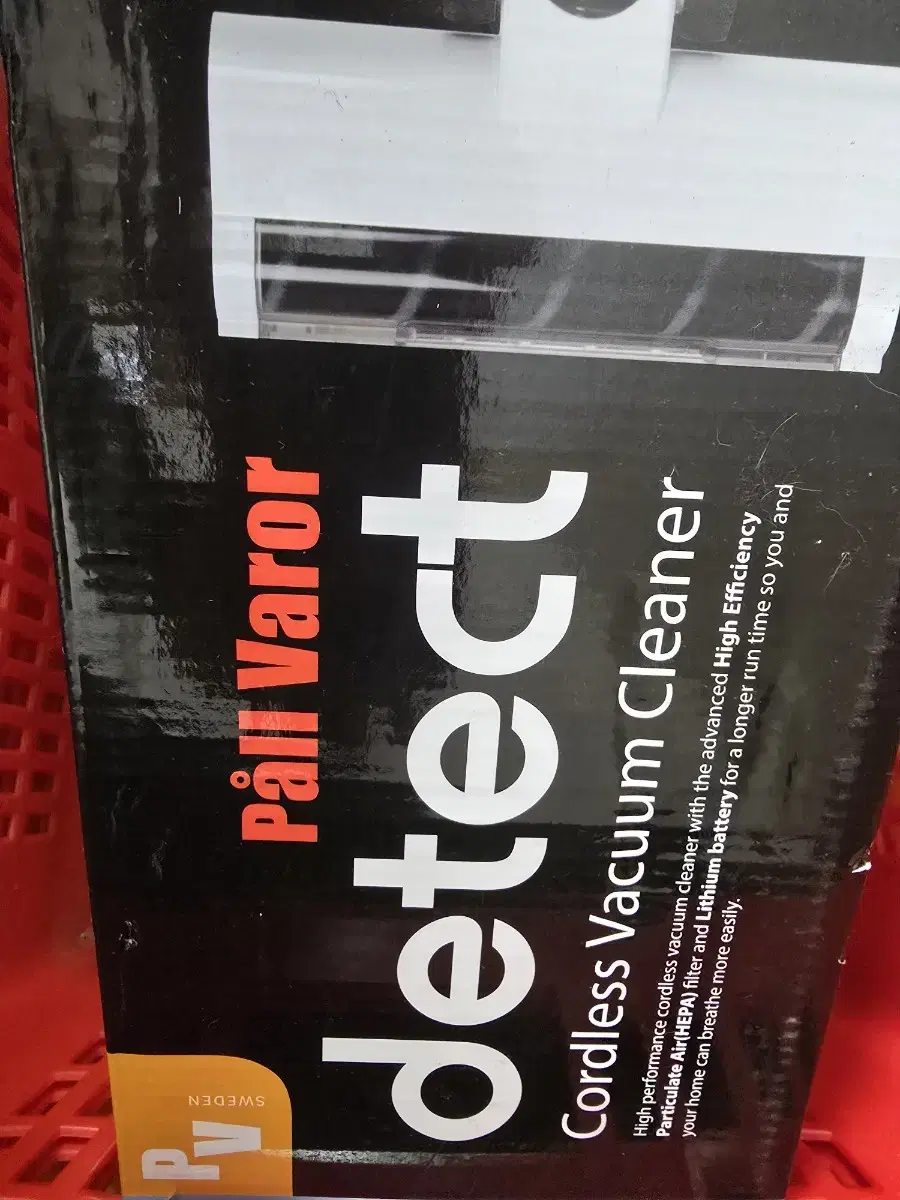 PV
SWEDEN
Påll Varor
detect
Cordless Vacuum Cleaner
High performance cordless vacuum cleaner with the advanced High Efficiency
Particulate Air(HEPA) filter and Lithium battery for a longer run time so you and
your home can breathe more easily.